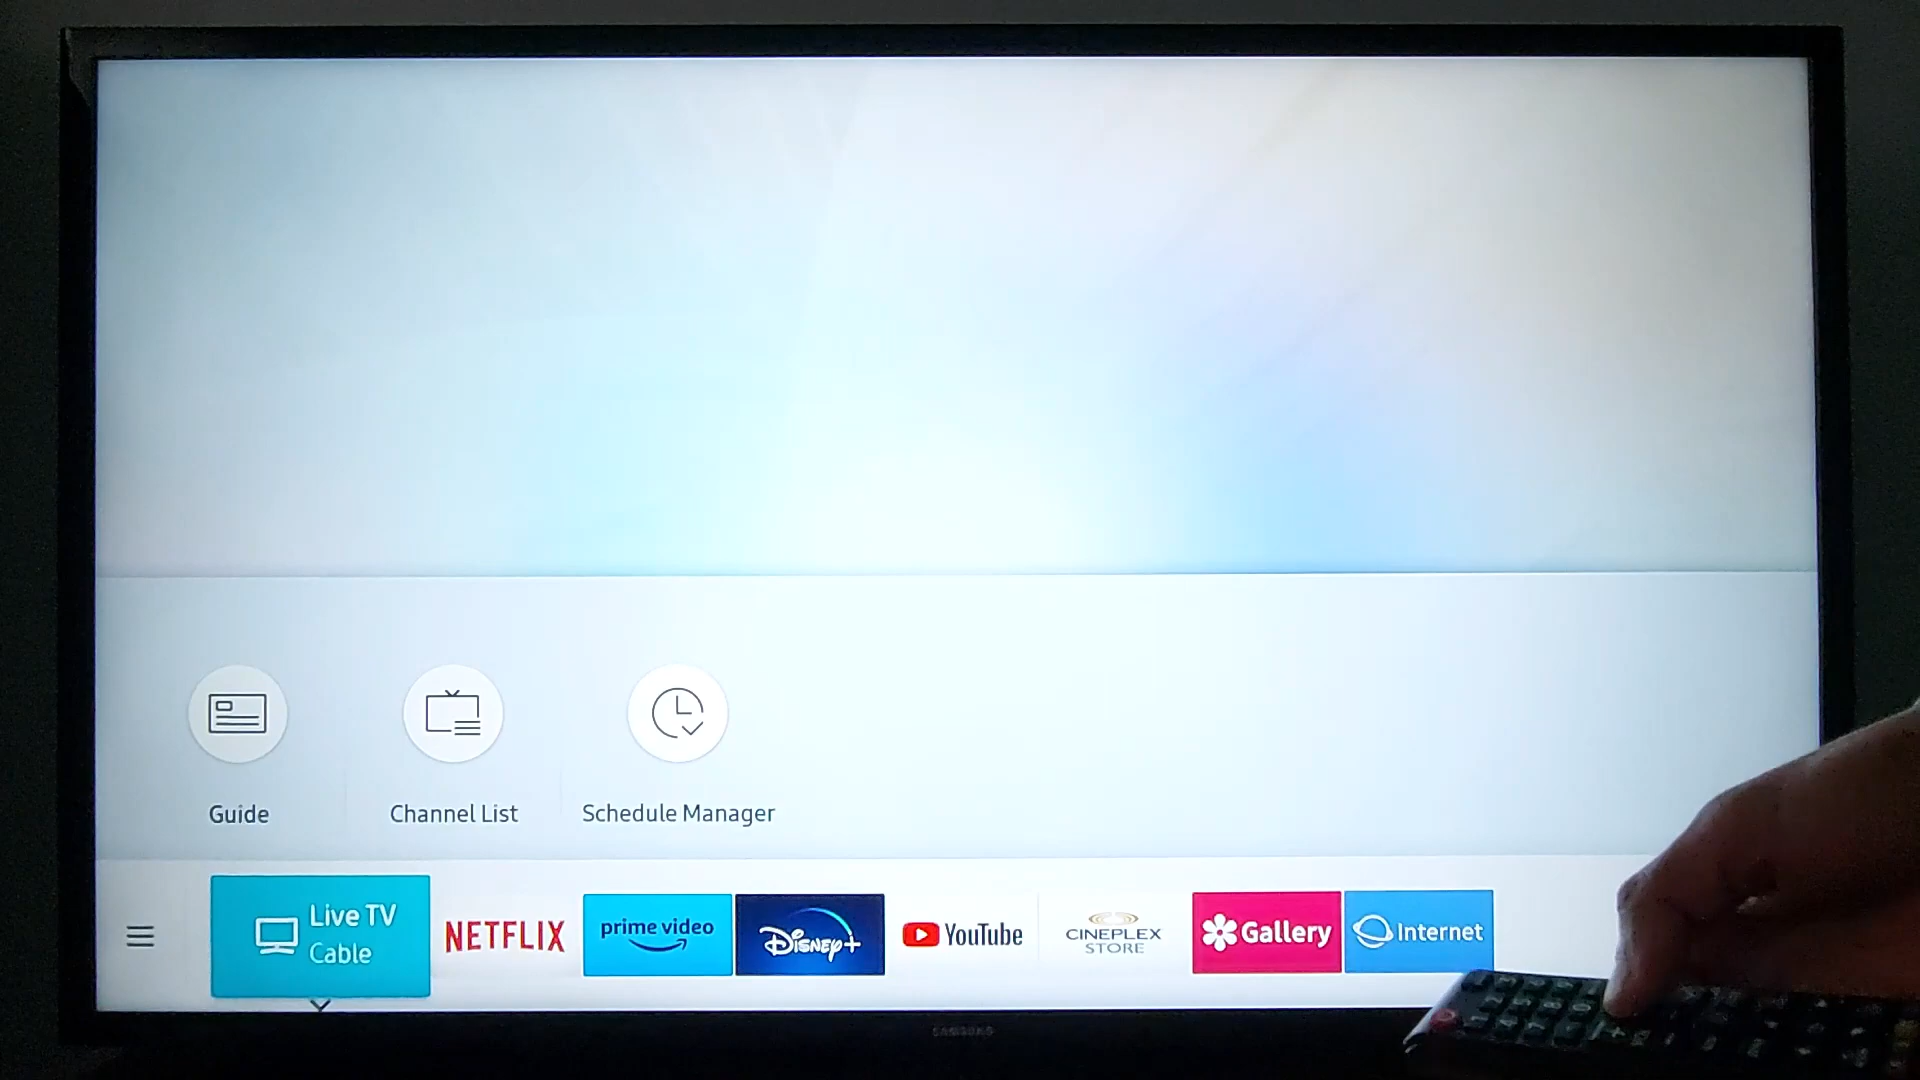 Guide
Channel List
Schedule Manager
Live TV
Cable
NETFLIX
prime video
Disney+
YouTube
CINEPLEX
STORE
Gallery
Internet
SAMSUNG